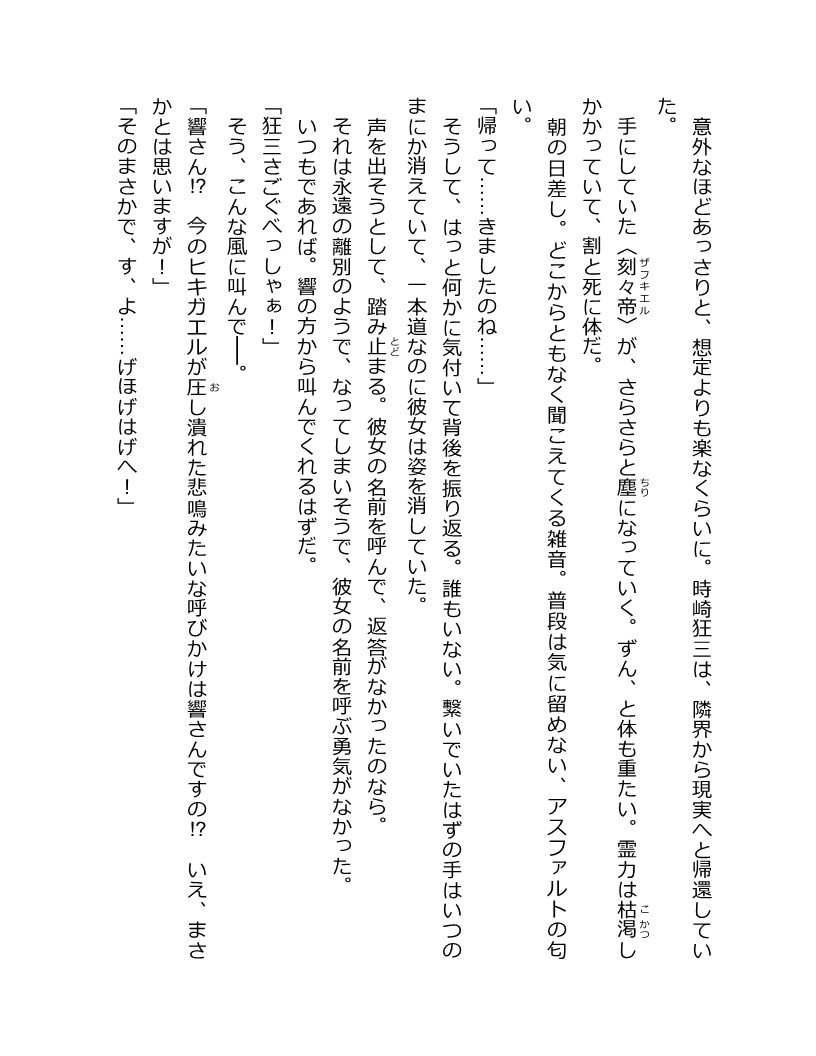 意外なほどあっさりと、想定よりも楽なくらいに。時崎狂三は、隣界から現実へと帰還してい
た。
　手にしていた〈刻々帝〉が、さらさらと塵になっていく。ずん、と体も重たい。霊力は枯渇し
かかっていて、割と死に体だ。
　朝の日差し。どこからともなく聞こえてくる雑音。普段は気に留めない、アスファルトの匂
い。
「帰って……きましたのね……」
　そうして、はっと何かに気付いて背後を振り返る。誰もいない。繋いでいたはずの手はいつの
まにか消えていて、一本道なのに彼女は姿を消していた。
　声を出そうとして、踏み止まる。彼女の名前を呼んで、返答がなかったのなら。
　それは永遠の離別のようで、なってしまいそうで、彼女の名前を呼ぶ勇気がなかった。
　いつもであれば。響の方から叫んでくれるはずだ。
「狂三さごぐべっしゃぁ！」
　そう、こんな風に叫んで──。
「響さん⁉　今のヒキガエルが圧し潰れた悲鳴みたいな呼びかけは響さんですの⁉　いえ、まさ
かとは思いますが！」
「そのまさかで、す、よ……げほげはげへ！」
ザフキエル
ちり
こかつ
とど
お